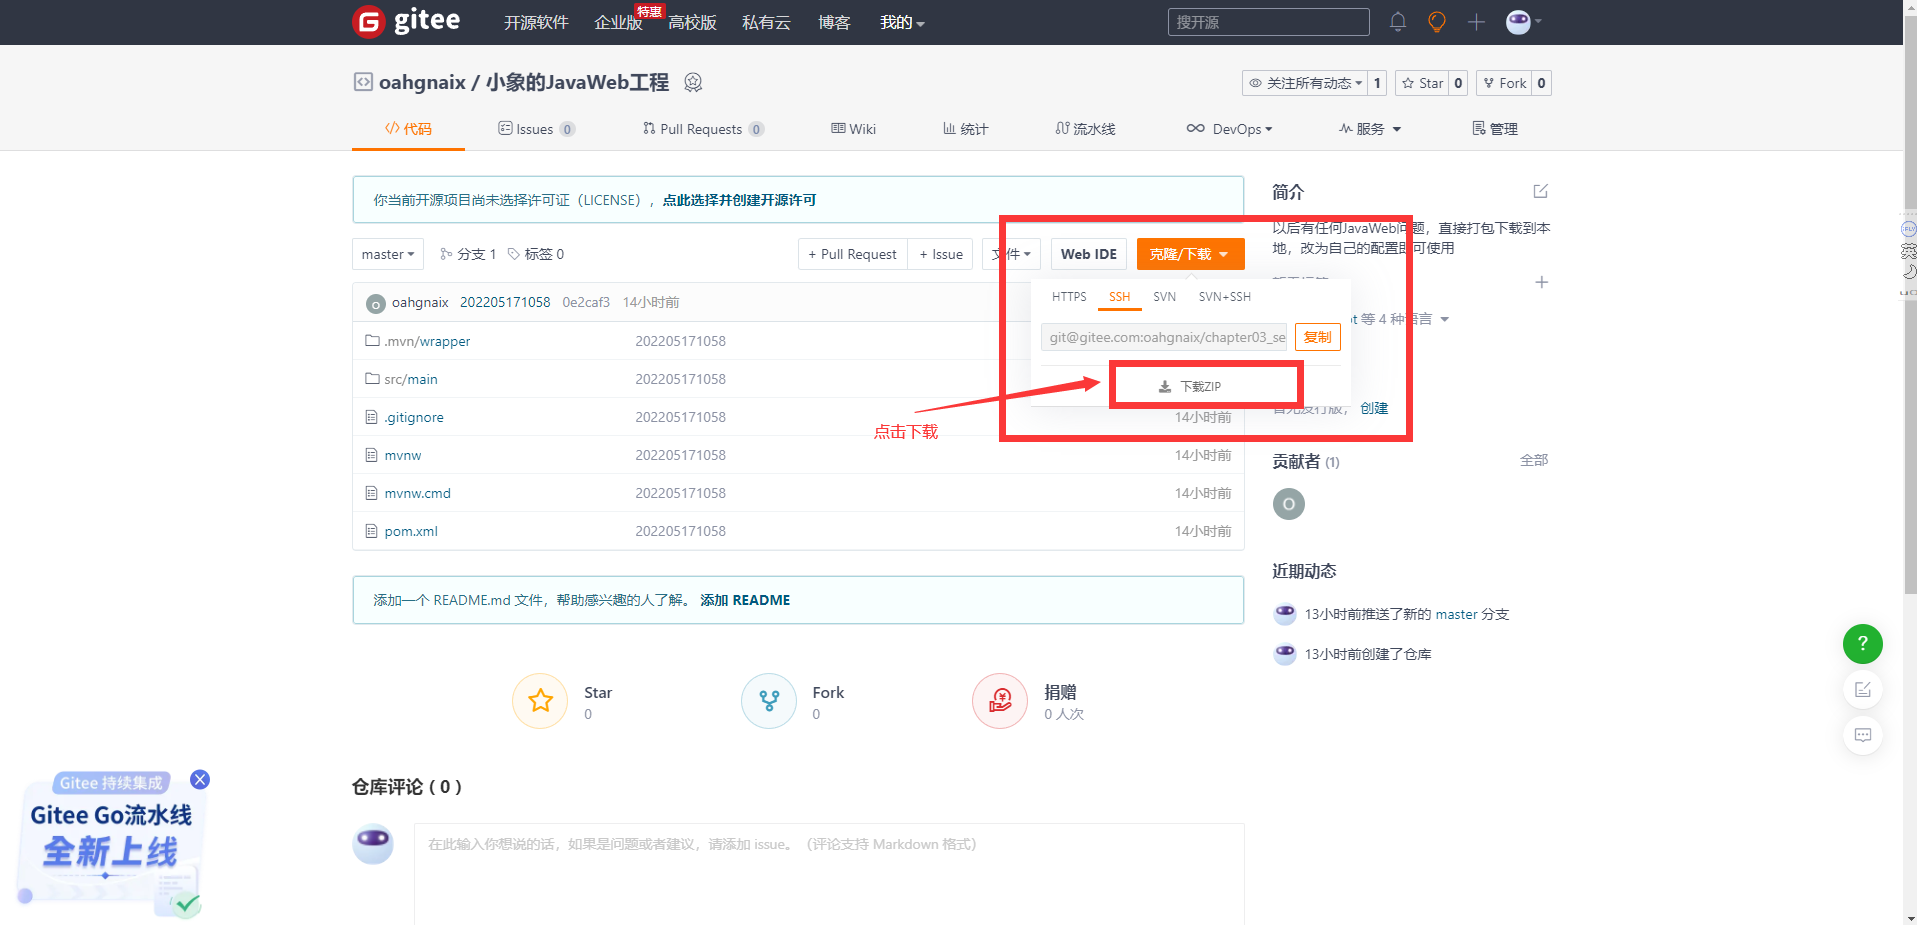 gitee
开源软件 企业版 特惠 高校版 私有云 博客 我的
搜开源
oahgnaix / 小象的JavaWeb工程
关注所有动态 1 Star 0 Fork 0
代码 Issues 0 Pull Requests 0 Wiki 统计 流水线 DevOps 服务 管理
你当前开源项目尚未选择许可证（LICENSE），点此选择并创建开源许可
master 分支 1 标签 0 + Pull Request + Issue 文件 Web IDE 克隆/下载
HTTPS SSH SVN SVN+SSH
git@gitee.com:oahgnaix/chapter03_se 复制
下载ZIP
点击下载
oahgnaix 202205171058 0e2caf3 14小时前
.mvn/wrapper 202205171058
src/main 202205171058
.gitignore 14小时前
202205171058
mvnw 202205171058 14小时前
mvnw.cmd 202205171058 14小时前
pom.xml 202205171058 14小时前
添加一个 README.md 文件，帮助感兴趣的人了解。 添加 README
Star
0
Fork
0
捐赠
0 人次
仓库评论 ( 0 )
在此输入你想说的话，如果是问题或者建议，请添加 issue。（评论支持 Markdown 格式）
简介
以后有任何JavaWeb问题，直接打包下载到本
地，改为自己的配置即可使用
等 4 种语言
暂无发行版， 创建
贡献者 (1) 全部
O
近期动态
13小时前推送了新的 master 分支
13小时前创建了仓库
Gitee 持续集成
Gitee Go流水线
全新上线
?
英